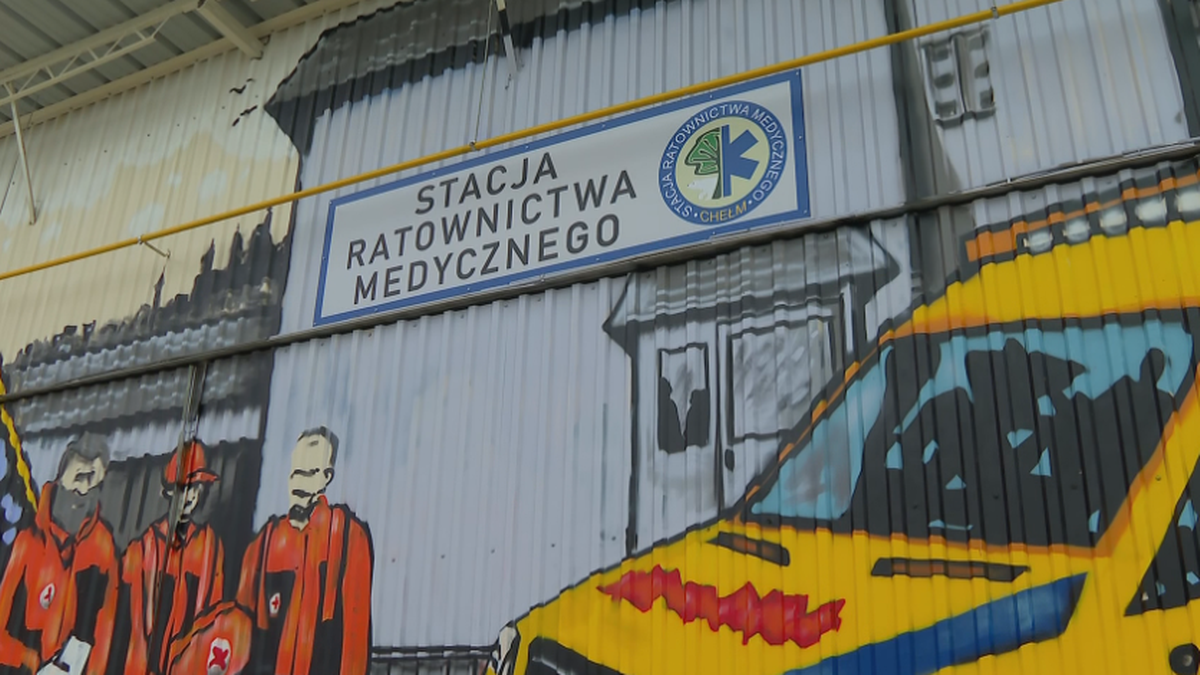 STACJA
RATOWNICTWA
MEDYCZNEGO
STACJA RATOWNICTWA MEDYCZNEGO
• CHEŁM •